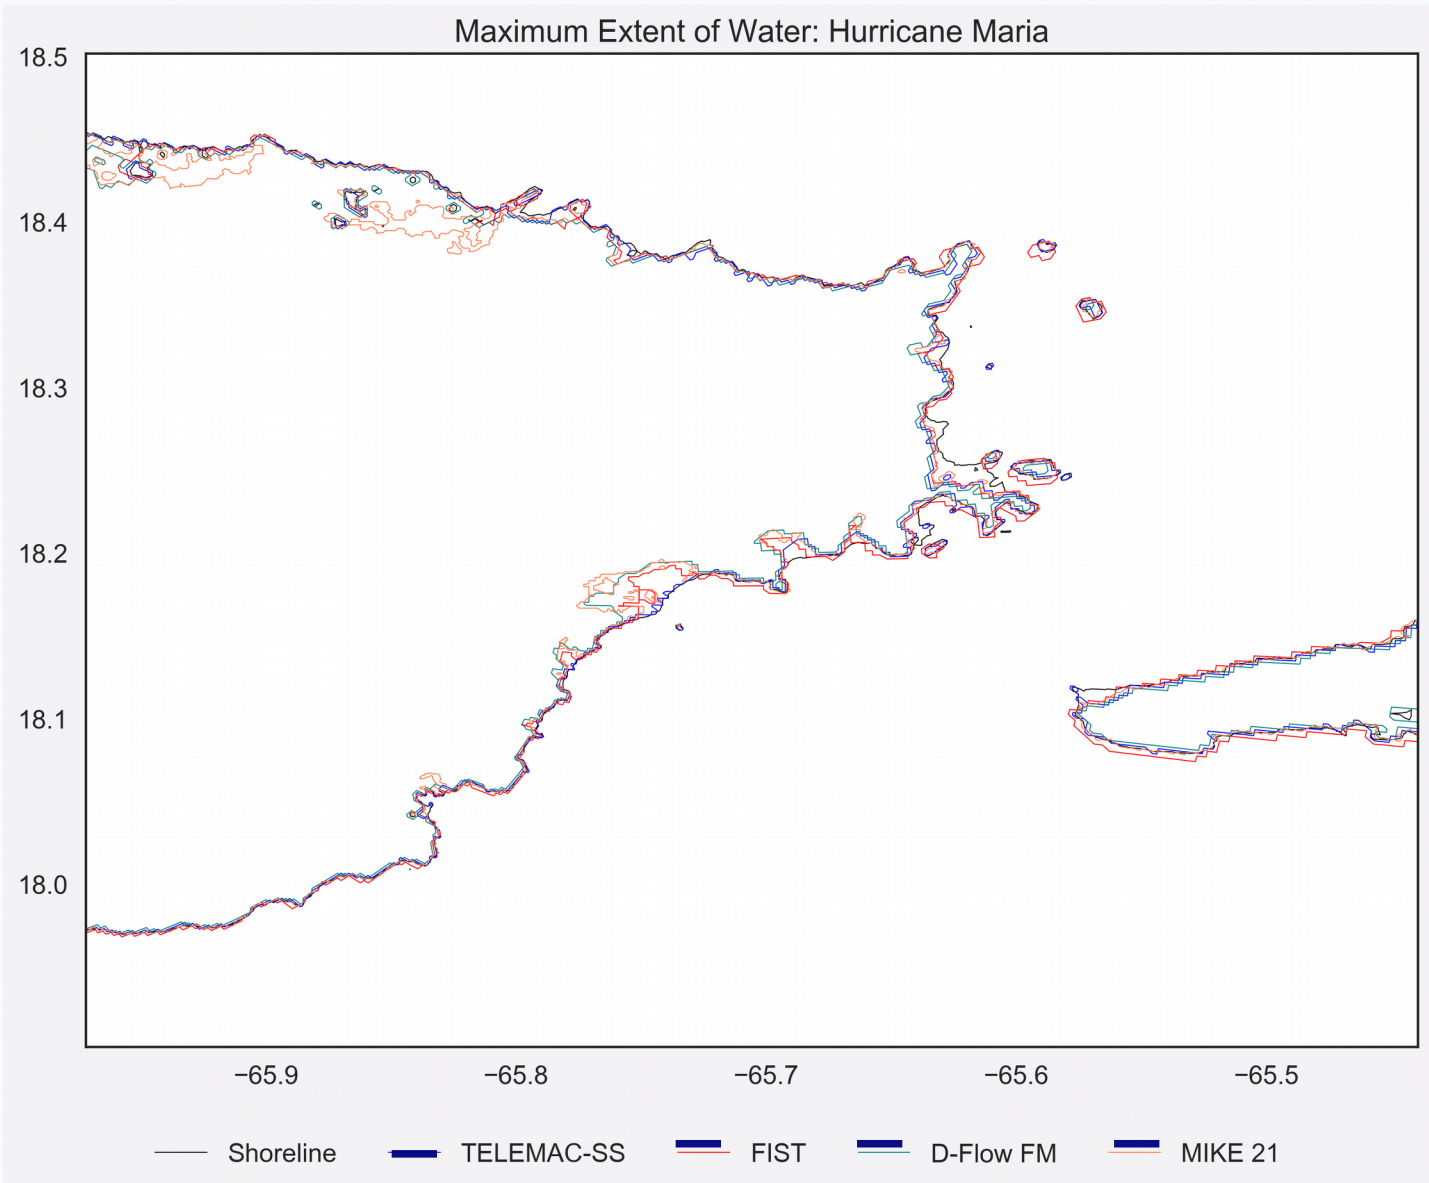 Maximum Extent of Water: Hurricane Maria
18.5
18.4
18.3
18.2
18.1
18.0
−65.9 −65.8 −65.7 −65.6 −65.5
Shoreline TELEMAC-SS FIST D-Flow FM MIKE 21